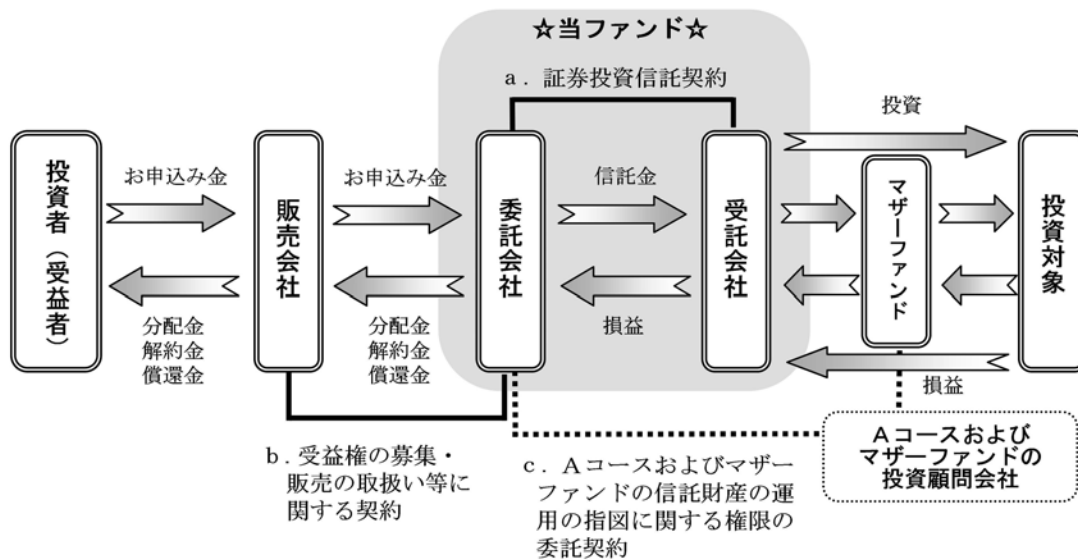 ☆当ファンド☆
a．証券投資信託契約
投資者（受益者）
お申込み金
分配金
解約金
償還金
販売会社
お申込み金
分配金
解約金
償還金
委託会社
信託金
損益
受託会社
投資
マザーファンド
損益
投資対象
b．受益権の募集・
販売の取扱い等に
関する契約
c．Aコースおよびマザー
ファンドの信託財産の運
用の指図に関する権限の
委託契約
Aコースおよび
マザーファンドの
投資顧問会社